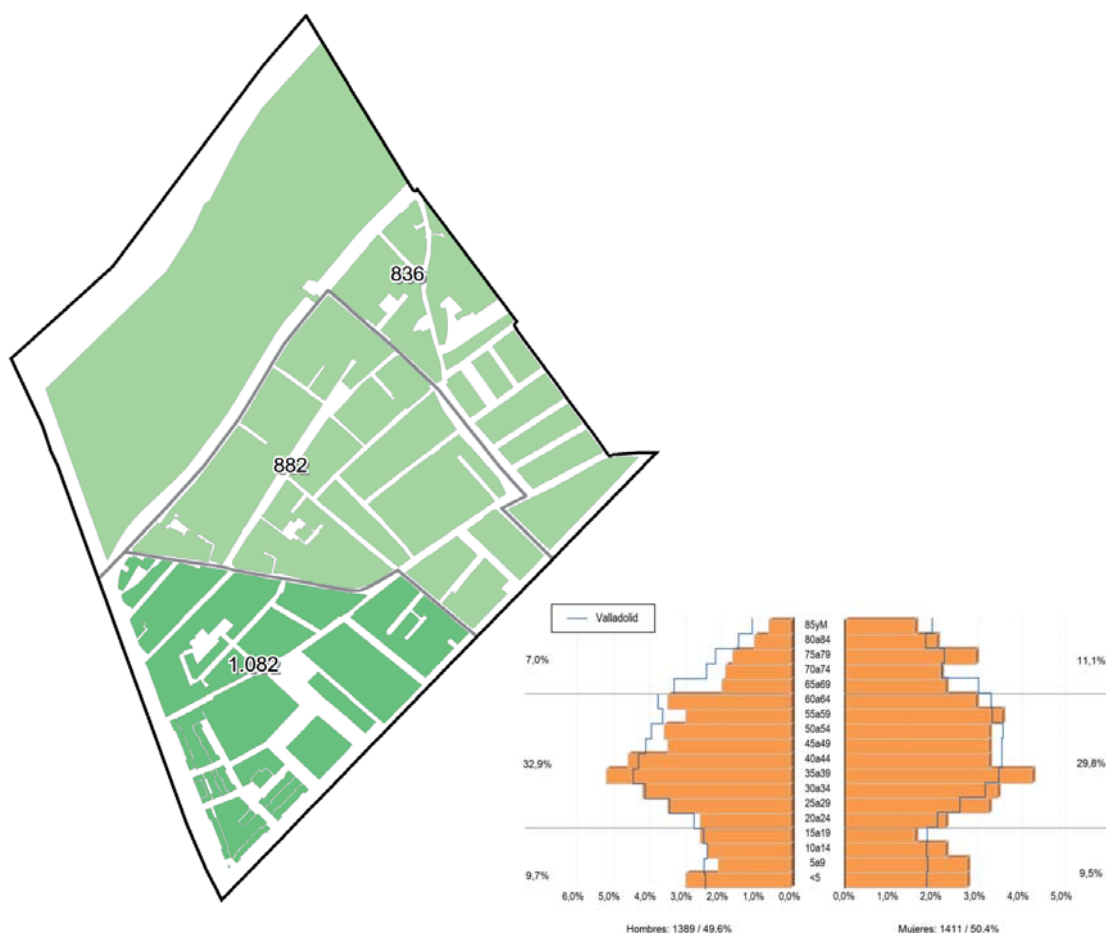 836
882
1.082
Valladolid
85yM
80a84
75a79
7,0%
11,1%
70a74
65a69
60a64
55a59
50a54
45a49
40a44
32,9%
29,8%
35a39
30a34
25a29
20a24
15a19
10a14
5a9
9,7%
9,5%
<5
6,0% 5,0% 4,0% 3,0% 2,0% 1,0% 0,0% 0,0% 1,0% 2,0% 3,0% 4,0% 5,0% 6,0%
Hombres: 1389 / 49,6% Mujeres: 1411 / 50,4%